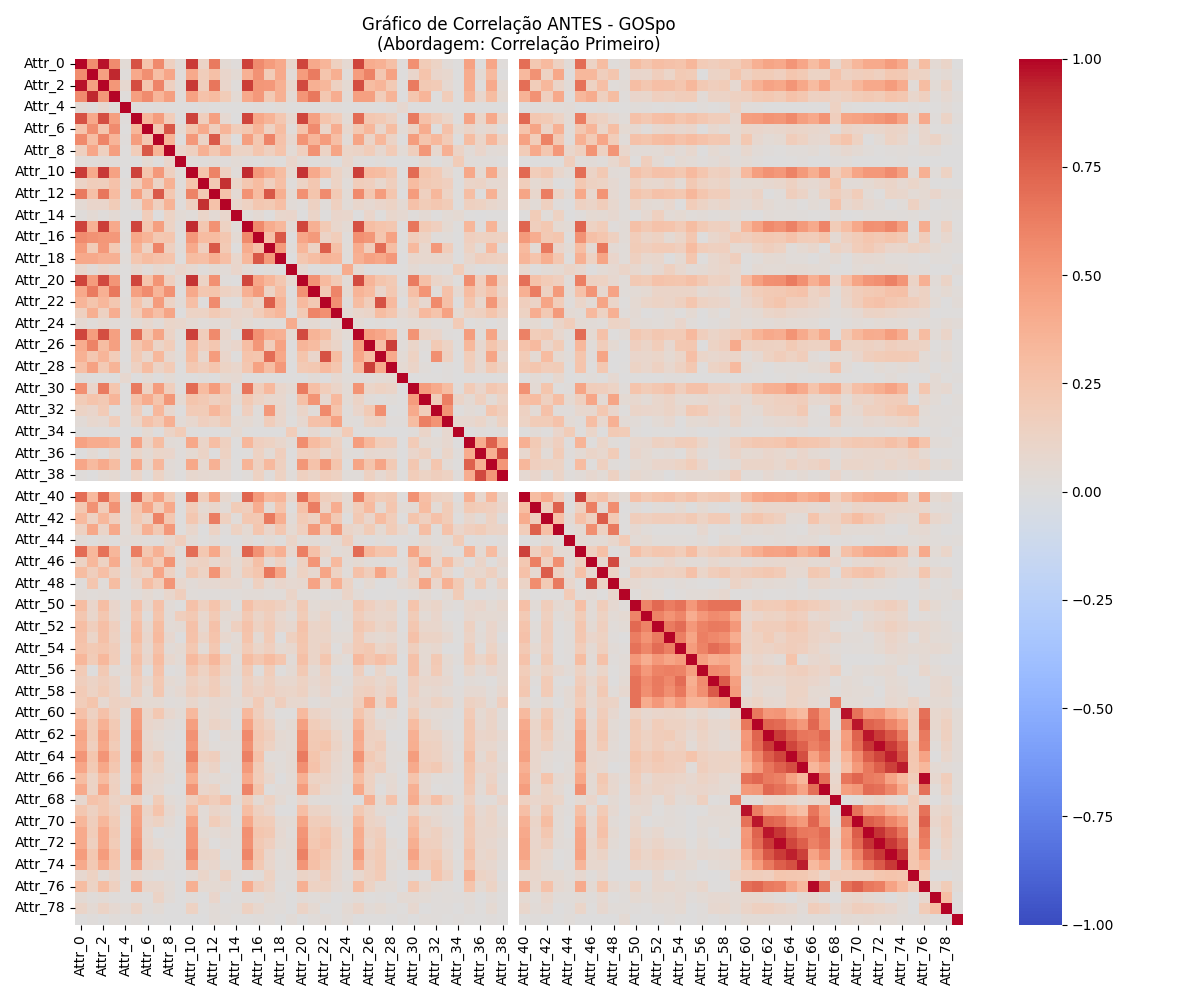 Gráfico de Correlação ANTES - GOSpo
(Abordagem: Correlação Primeiro)
Attr_0
Attr_2
Attr_4
Attr_6
Attr_8
Attr_10
Attr_12
Attr_14
Attr_16
Attr_18
Attr_20
Attr_22
Attr_24
Attr_26
Attr_28
Attr_30
Attr_32
Attr_34
Attr_36
Attr_38
Attr_40
Attr_42
Attr_44
Attr_46
Attr_48
Attr_50
Attr_52
Attr_54
Attr_56
Attr_58
Attr_60
Attr_62
Attr_64
Attr_66
Attr_68
Attr_70
Attr_72
Attr_74
Attr_76
Attr_78
Attr_0
Attr_2
Attr_4
Attr_6
Attr_8
Attr_10
Attr_12
Attr_14
Attr_16
Attr_18
Attr_20
Attr_22
Attr_24
Attr_26
Attr_28
Attr_30
Attr_32
Attr_34
Attr_36
Attr_38
Attr_40
Attr_42
Attr_44
Attr_46
Attr_48
Attr_50
Attr_52
Attr_54
Attr_56
Attr_58
Attr_60
Attr_62
Attr_64
Attr_66
Attr_68
Attr_70
Attr_72
Attr_74
Attr_76
Attr_78
1.00
0.75
0.50
0.25
0.00
−0.25
−0.50
−0.75
−1.00